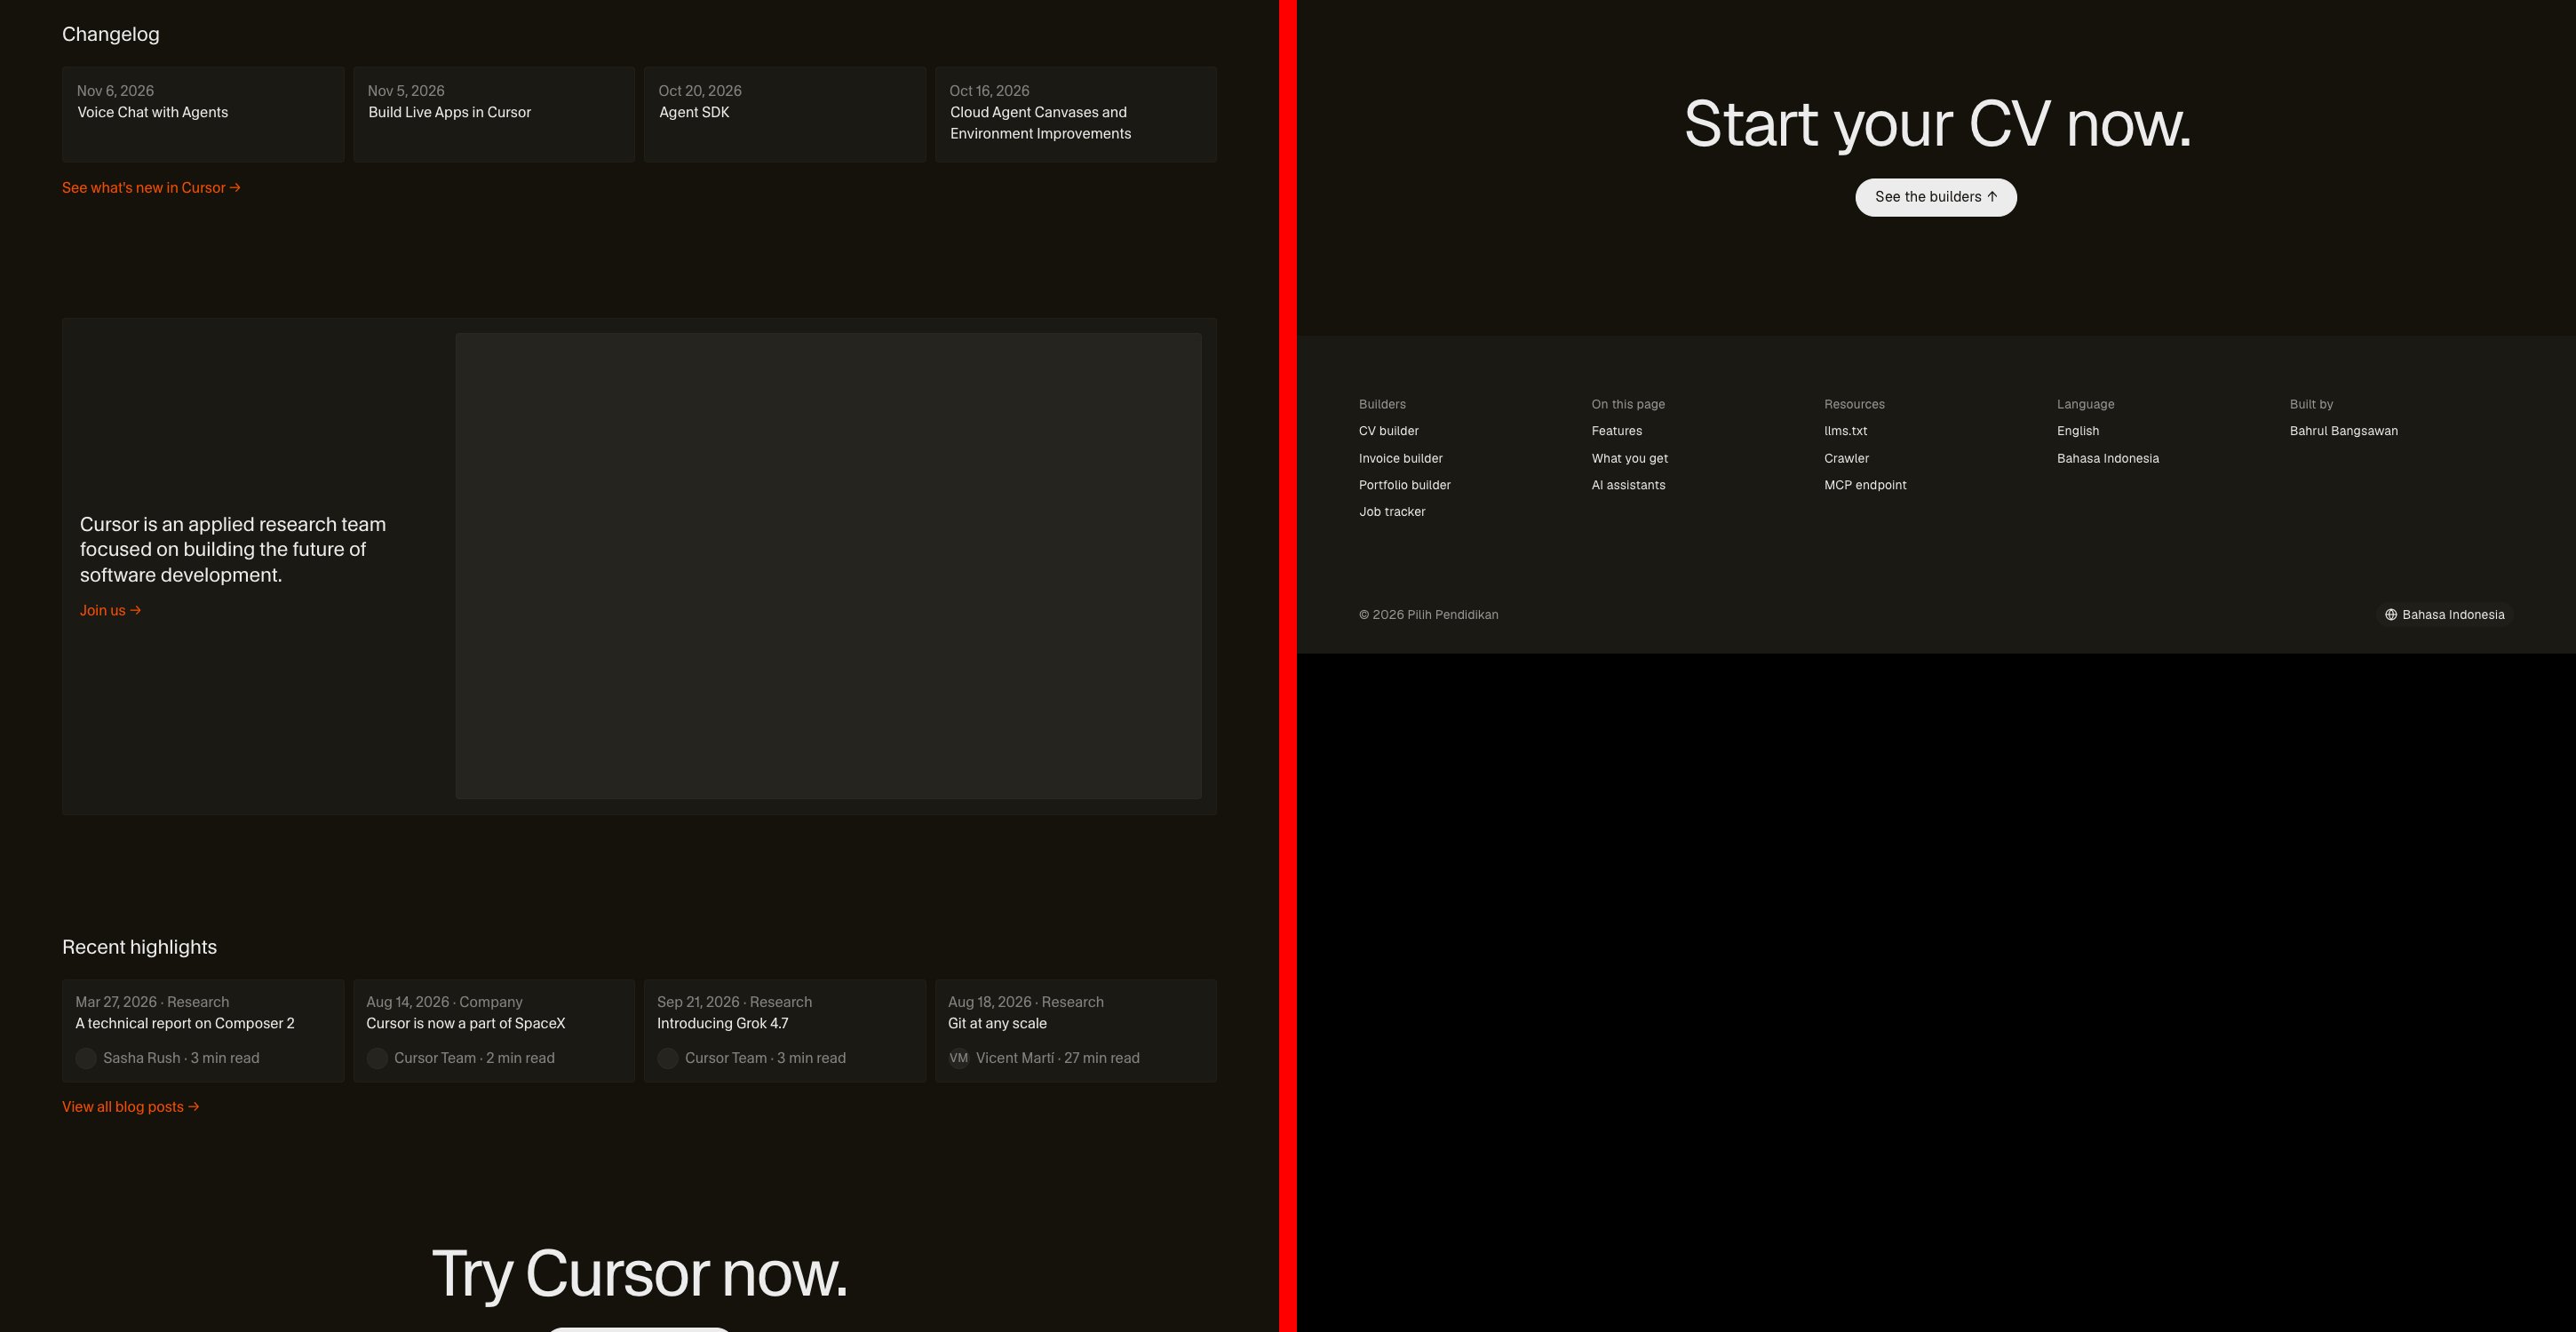 Changelog
Nov 6, 2026
Voice Chat with Agents
Nov 5, 2026
Build Live Apps in Cursor
Oct 20, 2026
Agent SDK
Oct 16, 2026
Cloud Agent Canvases and
Environment Improvements
See what's new in Cursor →
Cursor is an applied research team
focused on building the future of
software development.
Join us →
Recent highlights
Mar 27, 2026 · Research
A technical report on Composer 2
Sasha Rush · 3 min read
Aug 14, 2026 · Company
Cursor is now a part of SpaceX
Cursor Team · 2 min read
Sep 21, 2026 · Research
Introducing Grok 4.7
Cursor Team · 3 min read
Aug 18, 2026 · Research
Git at any scale
VM Vicent Martí · 27 min read
View all blog posts →
Try Cursor now.
Start your CV now.
See the builders ↑
Builders
CV builder
Invoice builder
Portfolio builder
Job tracker
On this page
Features
What you get
AI assistants
Resources
llms.txt
Crawler
MCP endpoint
Language
English
Bahasa Indonesia
Built by
Bahrul Bangsawan
© 2026 Pilih Pendidikan
Bahasa Indonesia